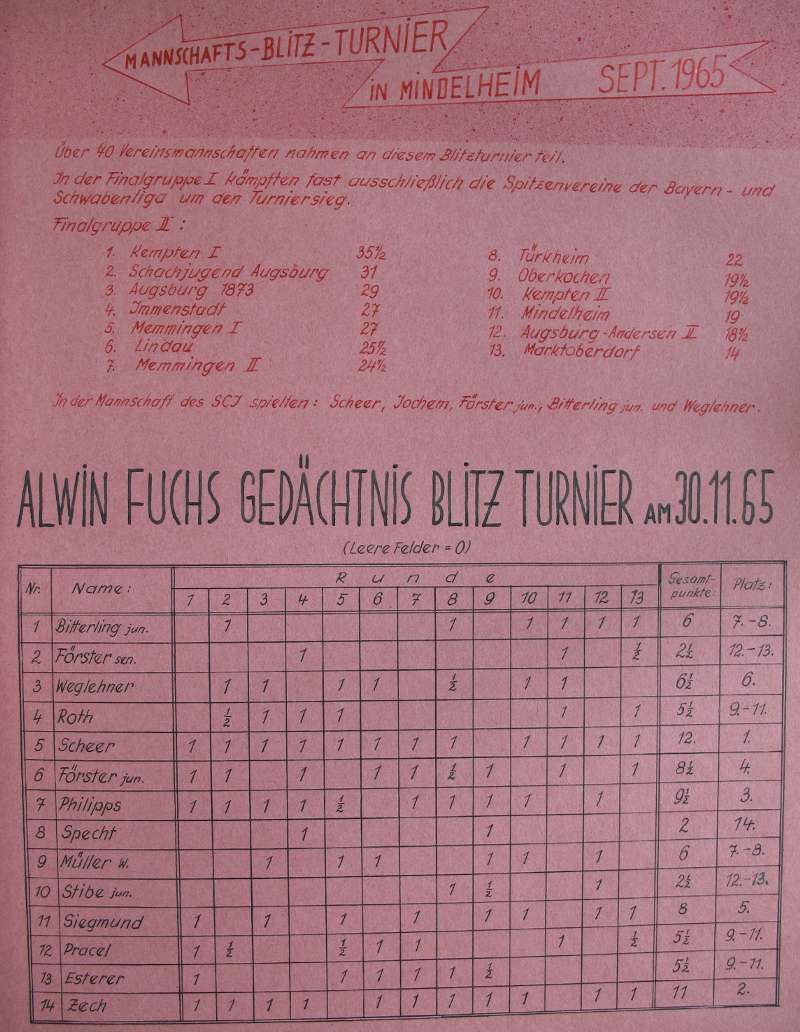 MANNSCHAFTS-BLITZ-TURNIER
IN MINDELHEIM SEPT. 1965
Über 40 Vereinsmannschaften nahmen an diesem Blitzturnier teil.
In der Finalgruppe I kämpften fast ausschließlich die Spitzenvereine der Bayern- und
Schwabenliga um den Turniersieg.
Finalgruppe II :
1. Kempten I 35½
2. Schachjugend Augsburg 31
3. Augsburg 1873 29
4. Immenstadt 27
5. Memmingen I 27
6. Lindau 25½
7. Memmingen II 24½
8. Türkheim 22
9. Oberkochen 19½
10. Kempten II 19½
11. Mindelheim 19
12. Augsburg-Andersen II 18½
13. Marktoberdorf 14
In der Mannschaft des SCI spielten : Scheer, Jochem, Förster jun., Bitterling jun. und Weglehner.
ALWIN FUCHS GEDÄCHTNIS BLITZ TURNIER AM 30.11.65
(Leere Felder = 0)
Nr. Name: Runde Gesamt-punkte: Platz:
1 2 3 4 5 6 7 8 9 10 11 12 13
1 Bitterling jun. 1 1 1 1 1 1 6 7.-8.
2 Förster sen. 1 1 ½ 2½ 12.-13.
3 Weglehner 1 1 1 1 ½ 1 1 6½ 6.
4 Roth ½ 1 1 1 1 1 5½ 9.-11.
5 Scheer 1 1 1 1 1 1 1 1 1 1 1 1 12. 1.
6 Förster jun. 1 1 1 1 1 ½ 1 1 1 8½ 4.
7 Philipps 1 1 1 1 ½ 1 1 1 1 1 9½ 3.
8 Specht 1 1 2 14.
9 Müller W. 1 1 1 1 1 1 6 7.-8.
10 Stibe jun. 1 ½ 1 2½ 12.-13.
11 Siegmund 1 1 1 1 1 1 1 1 8 5.
12 Pracel 1 ½ ½ 1 1 1 ½ 5½ 9.-11.
13 Esterer 1 1 1 1 1 ½ 5½ 9.-11.
14 Zech 1 1 1 1 1 1 1 1 1 1 1 11 2.